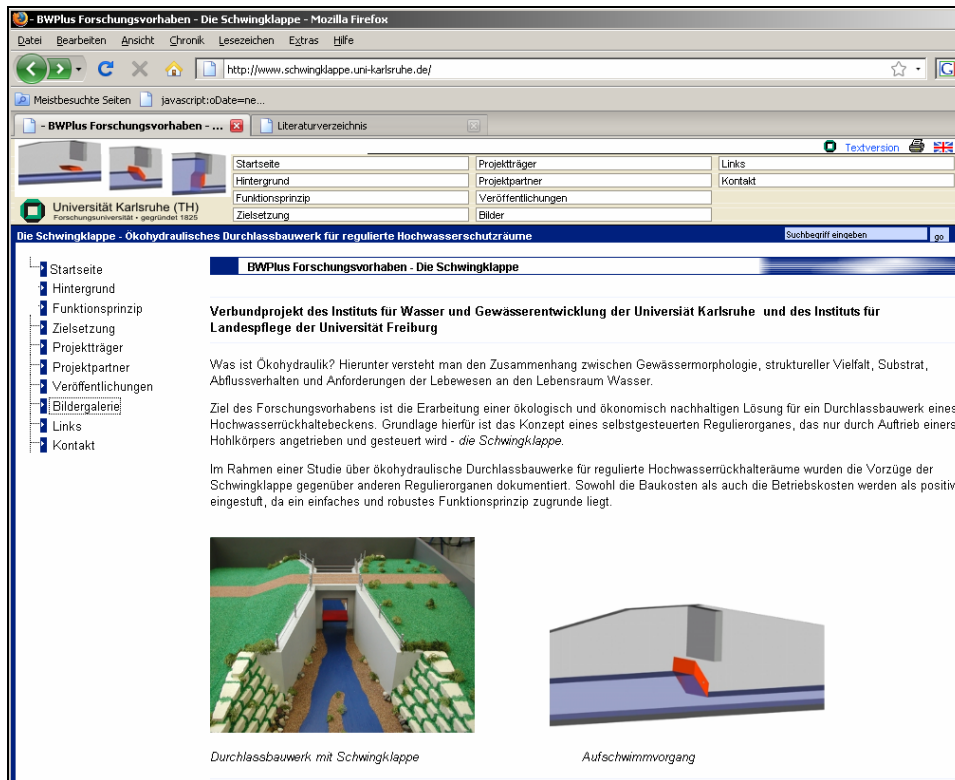 - BWPlus Forschungsvorhaben - Die Schwingklappe - Mozilla Firefox
Datei Bearbeiten Ansicht Chronik Lesezeichen Extras Hilfe
http://www.schwingklappe.uni-karlsruhe.de/
G
Meistbesuchte Seiten javascript:oDate=ne...
- BWPlus Forschungsvorhaben - ... Literaturverzeichnis
Textversion
Startseite Projektträger Links
Hintergrund Projektpartner Kontakt
Funktionsprinzip Veröffentlichungen
Zielsetzung Bilder
Universität Karlsruhe (TH)
Forschungsuniversität • gegründet 1825
Die Schwingklappe - Ökohydraulisches Durchlassbauwerk für regulierte Hochwasserschutzräume Suchbegriff eingeben go
Startseite
Hintergrund
Funktionsprinzip
Zielsetzung
Projektträger
Projektpartner
Veröffentlichungen
Bildergalerie
Links
Kontakt
BWPlus Forschungsvorhaben - Die Schwingklappe
Verbundprojekt des Instituts für Wasser und Gewässerentwicklung der Universiät Karlsruhe und des Instituts für
Landespflege der Universität Freiburg
Was ist Ökohydraulik? Hierunter versteht man den Zusammenhang zwischen Gewässermorphologie, struktureller Vielfalt, Substrat,
Abflussverhalten und Anforderungen der Lebewesen an den Lebensraum Wasser.
Ziel des Forschungsvorhabens ist die Erarbeitung einer ökologisch und ökonomisch nachhaltigen Lösung für ein Durchlassbauwerk eines
Hochwasserrückhaltebeckens. Grundlage hierfür ist das Konzept eines selbstgesteuerten Regulierorganes, das nur durch Auftrieb einers
Hohlkörpers angetrieben und gesteuert wird - die Schwingklappe.
Im Rahmen einer Studie über ökohydraulische Durchlassbauwerke für regulierte Hochwasserrückhalteräume wurden die Vorzüge der
Schwingklappe gegenüber anderen Regulierorganen dokumentiert. Sowohl die Baukosten als auch die Betriebskosten werden als positiv
eingestuft, da ein einfaches und robustes Funktionsprinzip zugrunde liegt.
Durchlassbauwerk mit Schwingklappe Aufschwimmvorgang